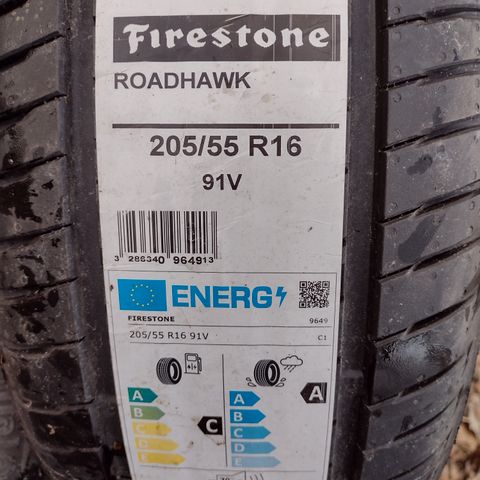 Firestone
ROADHAWK
205/55 R16
91V
3 286340 964913
ENERG
FIRESTONE 9649
205/55 R16 91V C1
A A A
B B
C C C
D D
E E